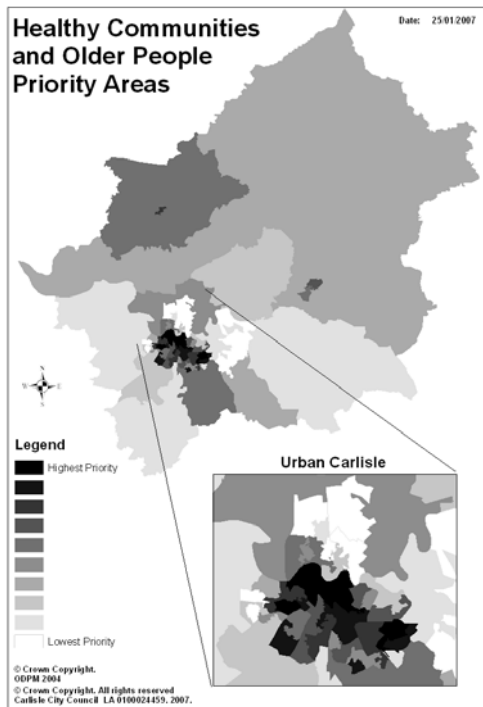 Healthy Communities
and Older People
Priority Areas
Date: 25/01/2007
N
E
S
Legend
Highest Priority
Lowest Priority
Urban Carlisle
© Crown Copyright.
ODPM 2004
© Crown Copyright. All rights reserved
Carlisle City Council LA 0100024459. 2007.